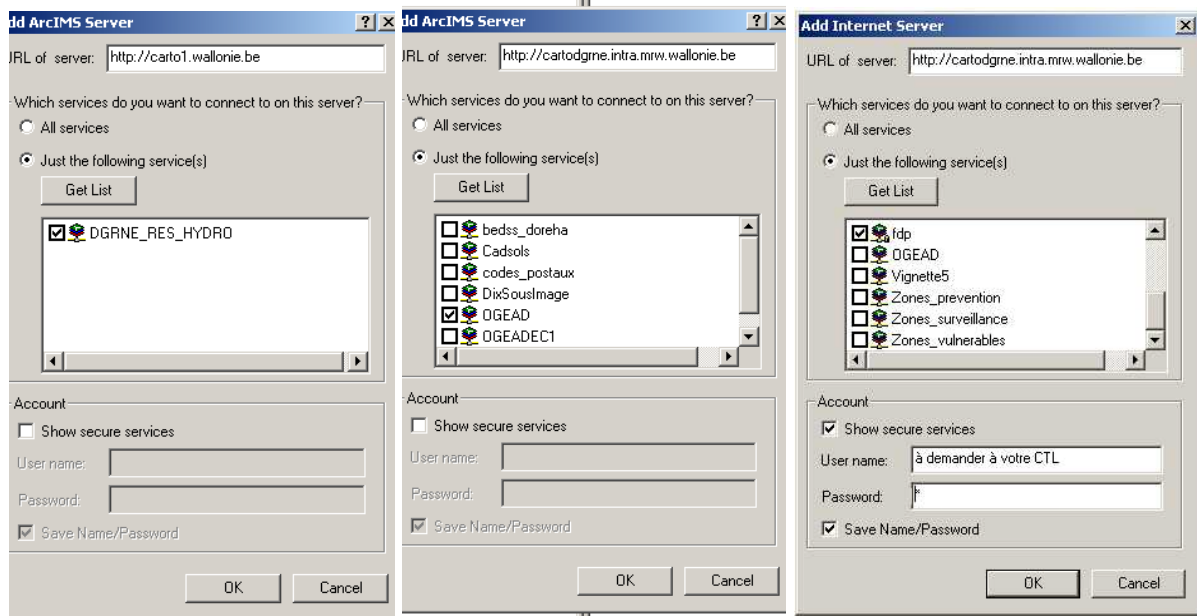 dd ArcIMS Server
URL of server: http://carto1.wallonie.be
Which services do you want to connect to on this server?
All services
Just the following service(s)
Get List
DGRNE_RES_HYDRO
Account
Show secure services
User name:
Password:
Save Name/Password
OK Cancel
dd ArcIMS Server
URL of server: http://cartodgrne.intra.mrw.wallonie.be
Which services do you want to connect to on this server?
All services
Just the following service(s)
Get List
bedss_doreha
Cadsols
codes_postaux
DixSousImage
OGEAD
OGEADEC1
Account
Show secure services
User name:
Password:
Save Name/Password
OK Cancel
Add Internet Server
URL of server: http://cartodgrne.intra.mrw.wallonie.be
Which services do you want to connect to on this server?
All services
Just the following service(s)
Get List
fdp
OGEAD
Vignette5
Zones_prevention
Zones_surveillance
Zones_vulnerables
Account
Show secure services
User name: à demander à votre CTL
Password: *
Save Name/Password
OK Cancel